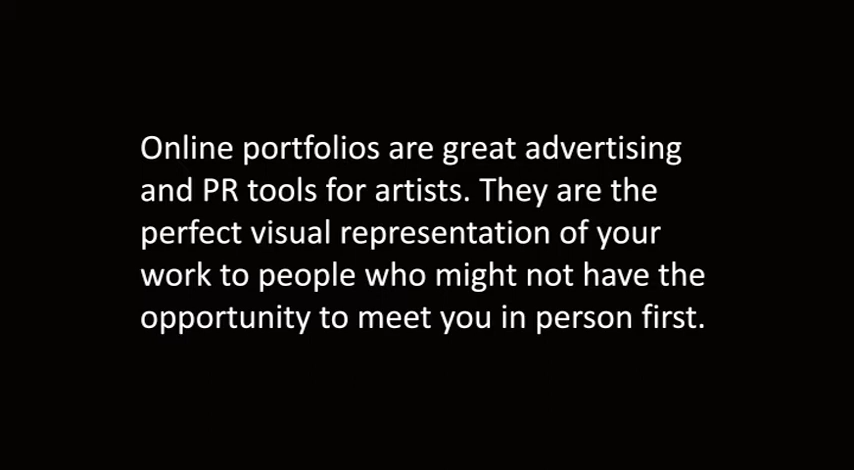 Online portfolios are great advertising
and PR tools for artists. They are the
perfect visual representation of your
work to people who might not have the
opportunity to meet you in person first.